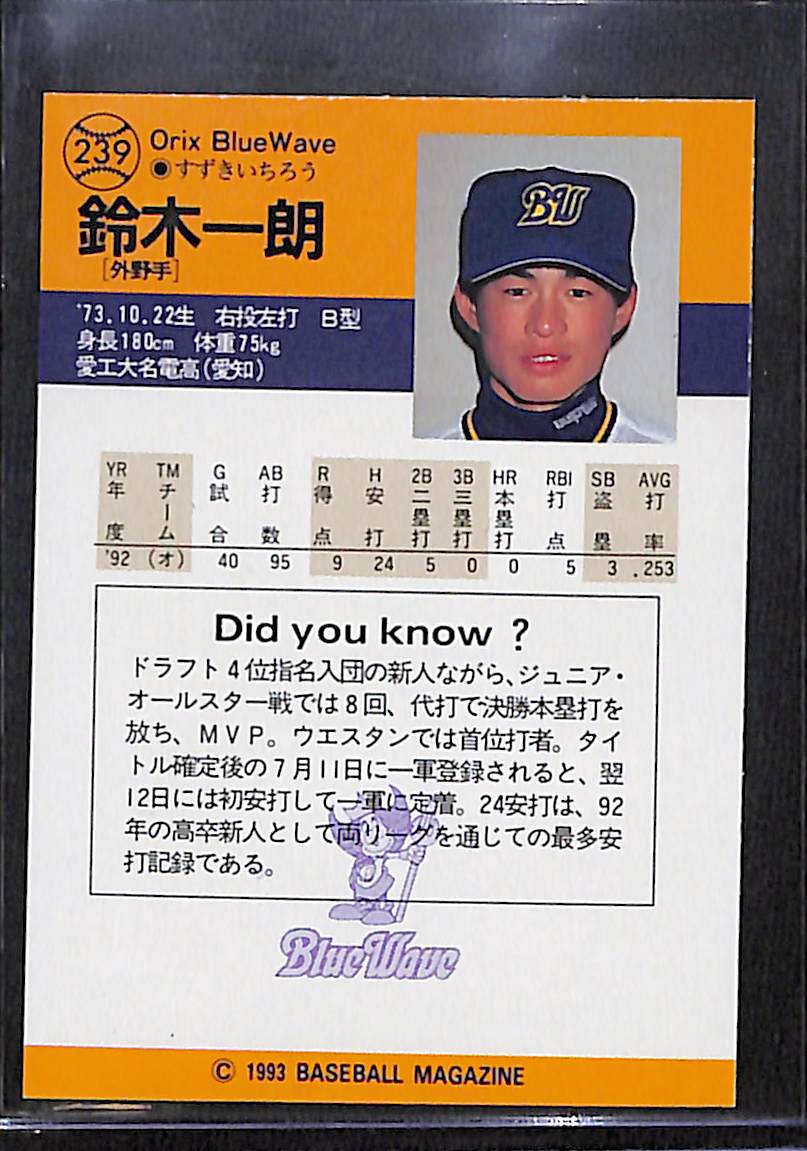 239
Orix BlueWave
●すずきいちろう
鈴木一朗
[外野手]
BW
'73.10.22生 右投左打 B型
身長180cm 体重75kg
愛工大名電高(愛知)
YR TM G AB R H 2B 3B HR RBI SB AVG
年度 チーム 試合 打数 得点 安打 二塁打 三塁打 本塁打 打点 盗塁 打率
'92 (オ) 40 95 9 24 5 0 0 5 3 .253
Did you know ?
ドラフト4位指名入団の新人ながら、ジュニア・
オールスター戦では8回、代打で決勝本塁打を
放ち、MVP。ウエスタンでは首位打者。タイ
トル確定後の7月11日に一軍登録されると、翌
12日には初安打して一軍に定着。24安打は、92
年の高卒新人として両リーグを通じての最多安
打記録である。
BlueWave
© 1993 BASEBALL MAGAZINE